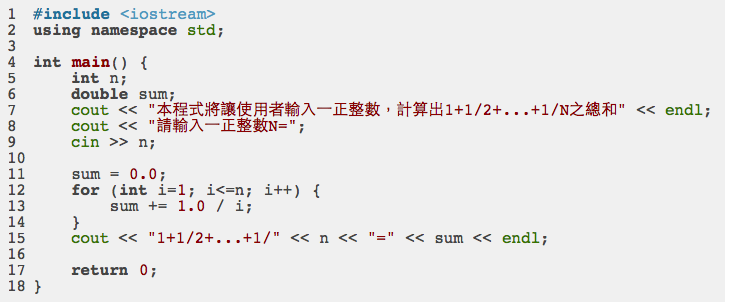 1 #include <iostream>
2 using namespace std;
3
4 int main() {
5     int n;
6     double sum;
7     cout << "本程式將讓使用者輸入一正整數，計算出1+1/2+...+1/N之總和" << endl;
8     cout << "請輸入一正整數N=";
9     cin >> n;
10
11     sum = 0.0;
12     for (int i=1; i<=n; i++) {
13         sum += 1.0 / i;
14     }
15     cout << "1+1/2+...+1/" << n << "=" << sum << endl;
16
17     return 0;
18 }